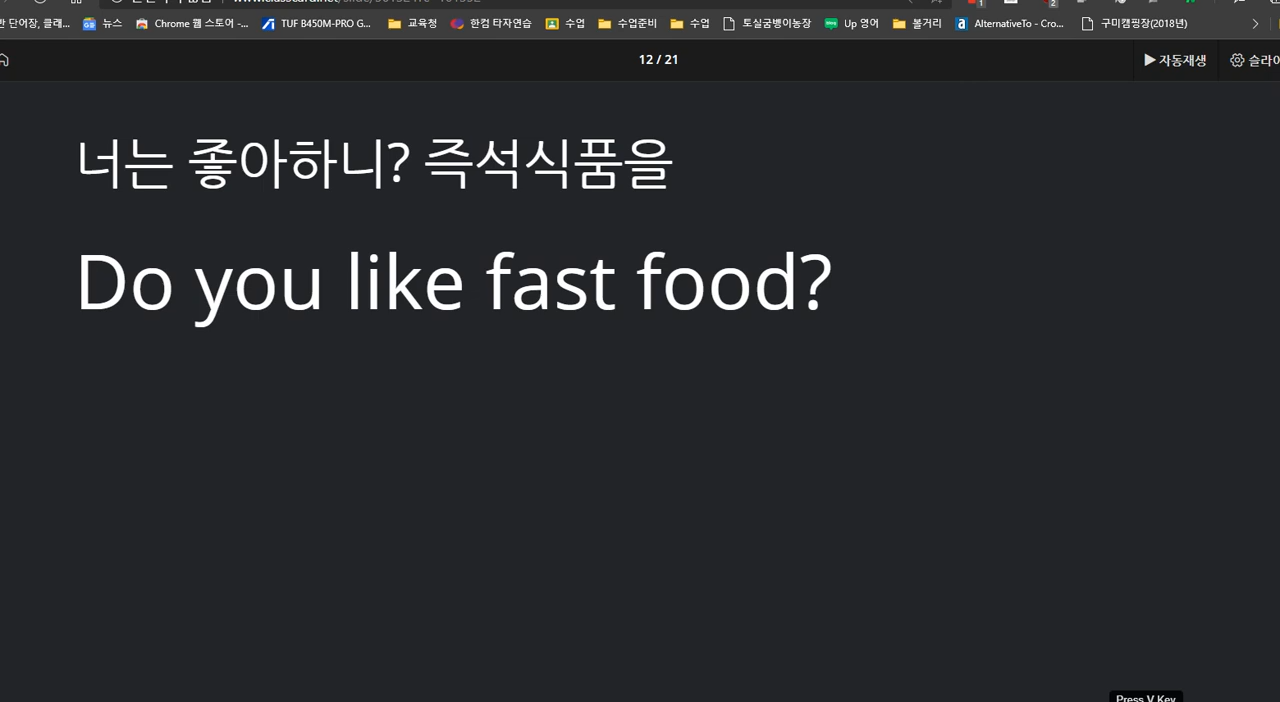 한 단어장, 클래...
뉴스
Chrome 웹 스토어 -...
TUF B450M-PRO G...
교육청
한컴 타자연습
수업
수업준비
수업
토실굼벵이농장
Up 영어
볼거리
AlternativeTo - Cro...
구미캠핑장(2018년)
12 / 21
▶ 자동재생
너는 좋아하니? 즉석식품을
Do you like fast food?
Press V Key